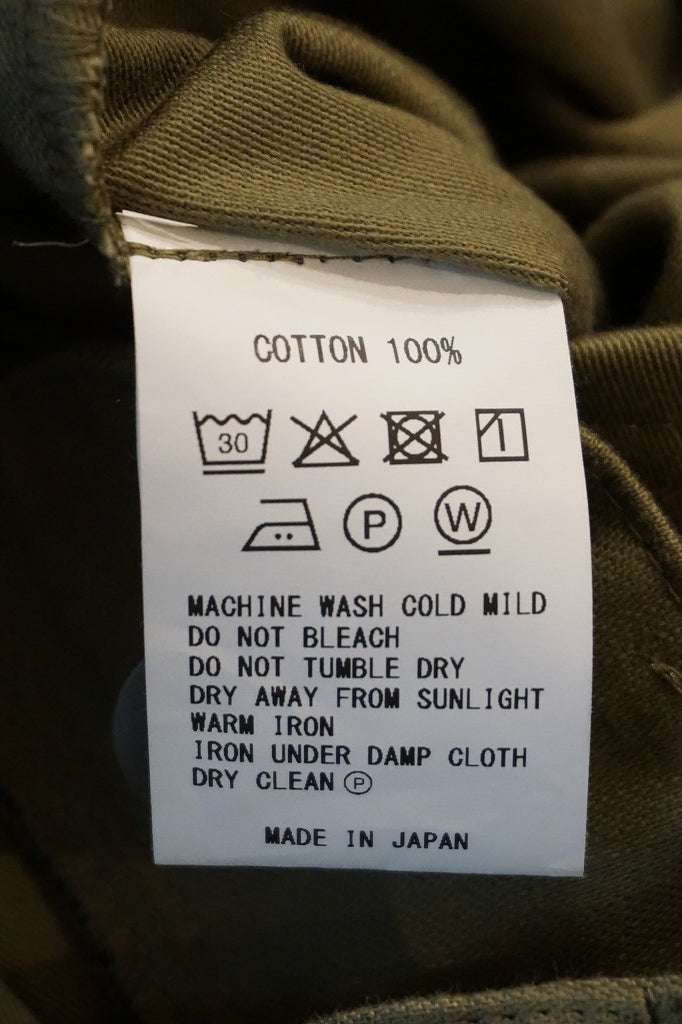 COTTON 100%
30
P W
MACHINE WASH COLD MILD
DO NOT BLEACH
DO NOT TUMBLE DRY
DRY AWAY FROM SUNLIGHT
WARM IRON
IRON UNDER DAMP CLOTH
DRY CLEAN Ⓟ
MADE IN JAPAN